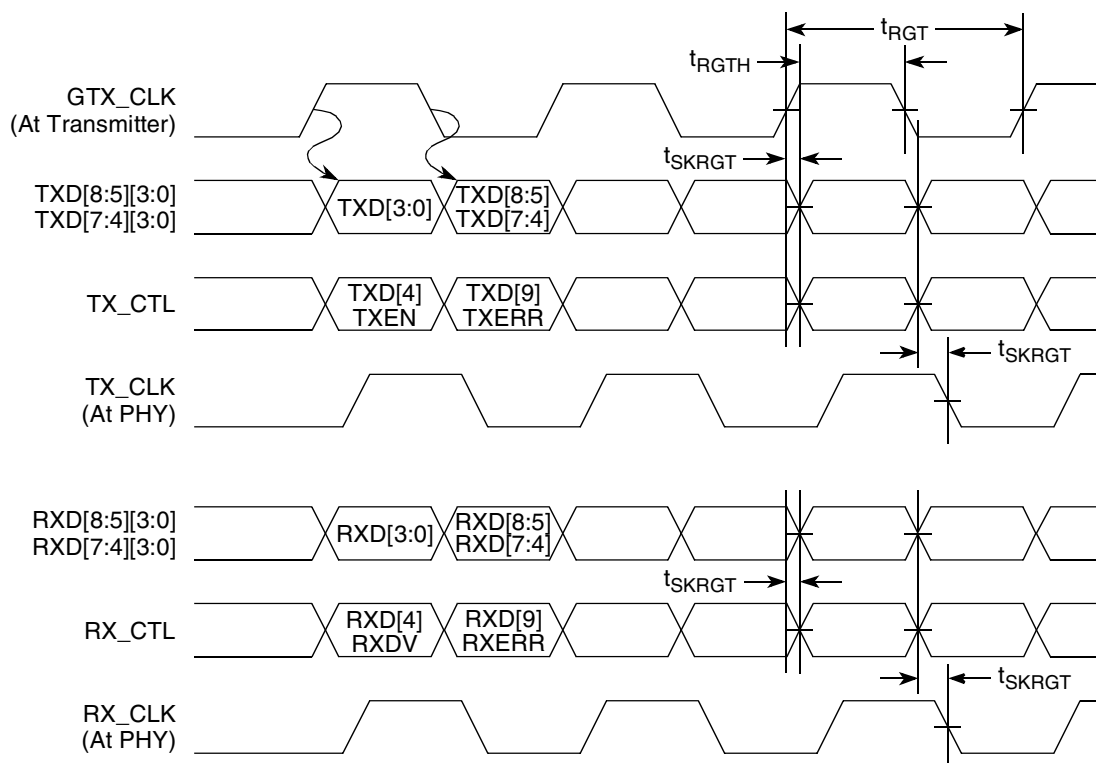 tRGT
tRGTH
GTX_CLK
(At Transmitter)
tSKRGT
TXD[8:5][3:0]
TXD[7:4][3:0]
TXD[3:0]
TXD[8:5]
TXD[7:4]
TX_CTL
TXD[4]
TXEN
TXD[9]
TXERR
tSKRGT
TX_CLK
(At PHY)
RXD[8:5][3:0]
RXD[7:4][3:0]
RXD[3:0]
RXD[8:5]
RXD[7:4]
tSKRGT
RX_CTL
RXD[4]
RXDV
RXD[9]
RXERR
tSKRGT
RX_CLK
(At PHY)